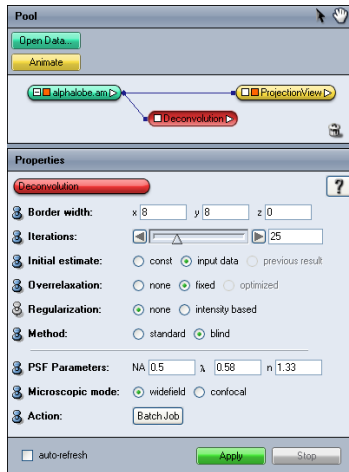 Pool
Open Data...
Animate
alphalobe.am
ProjectionView
Deconvolution
Properties
Deconvolution ?
Border width: x 8 y 8 z 0
Iterations: 25
Initial estimate: const input data previous result
Overrelaxation: none fixed optimized
Regularization: none intensity based
Method: standard blind
PSF Parameters: NA 0.5 λ 0.58 n 1.33
Microscopic mode: widefield confocal
Action: Batch Job
auto-refresh Apply Stop